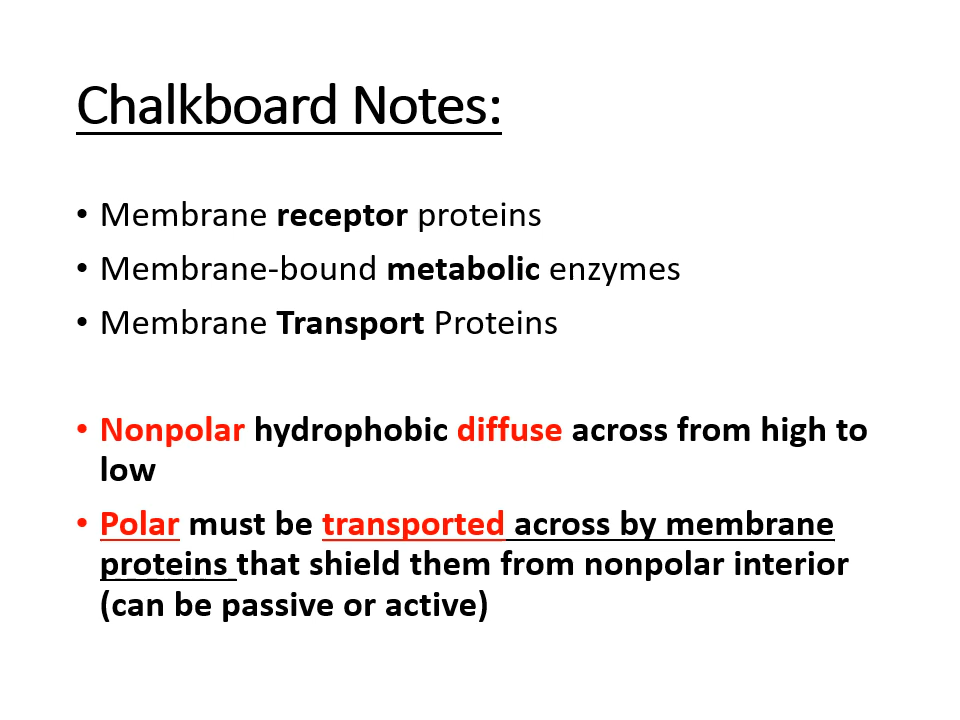 Chalkboard Notes:
• Membrane receptor proteins
• Membrane-bound metabolic enzymes
• Membrane Transport Proteins
• Nonpolar hydrophobic diffuse across from high to
low
• Polar must be transported across by membrane
proteins that shield them from nonpolar interior
(can be passive or active)